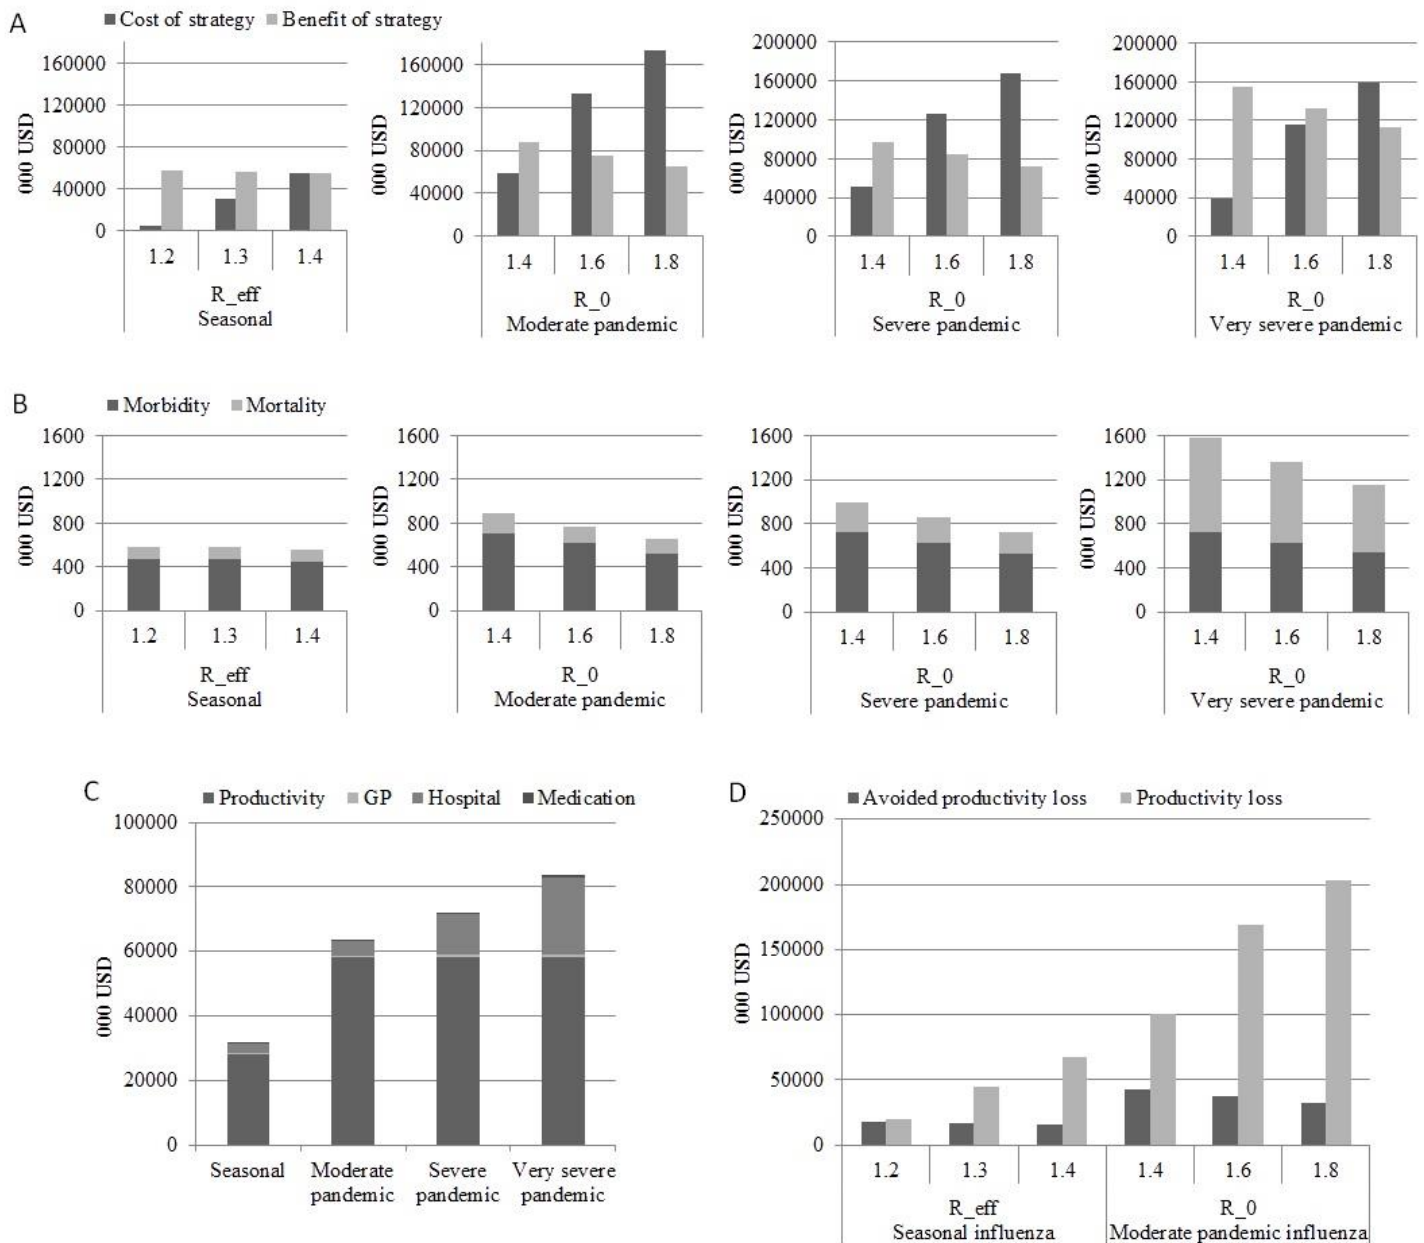 A
Cost of strategy Benefit of strategy
000 USD
160000
120000
80000
40000
0
1.2 1.3 1.4
R_eff
Seasonal
000 USD
160000
120000
80000
40000
0
1.4 1.6 1.8
R_0
Moderate pandemic
000 USD
200000
160000
120000
80000
40000
0
1.4 1.6 1.8
R_0
Severe pandemic
000 USD
200000
160000
120000
80000
40000
0
1.4 1.6 1.8
R_0
Very severe pandemic
B
Morbidity Mortality
000 USD
1600
1200
800
400
0
1.2 1.3 1.4
R_eff
Seasonal
000 USD
1600
1200
800
400
0
1.4 1.6 1.8
R_0
Moderate pandemic
000 USD
1600
1200
800
400
0
1.4 1.6 1.8
R_0
Severe pandemic
000 USD
1600
1200
800
400
0
1.4 1.6 1.8
R_0
Very severe pandemic
C
Productivity GP Hospital Medication
000 USD
100000
80000
60000
40000
20000
0
Seasonal Moderate Severe Very severe
pandemic pandemic pandemic
D
Avoided productivity loss Productivity loss
000 USD
250000
200000
150000
100000
50000
0
1.2 1.3 1.4 1.4 1.6 1.8
R_eff R_0
Seasonal influenza Moderate pandemic influenza